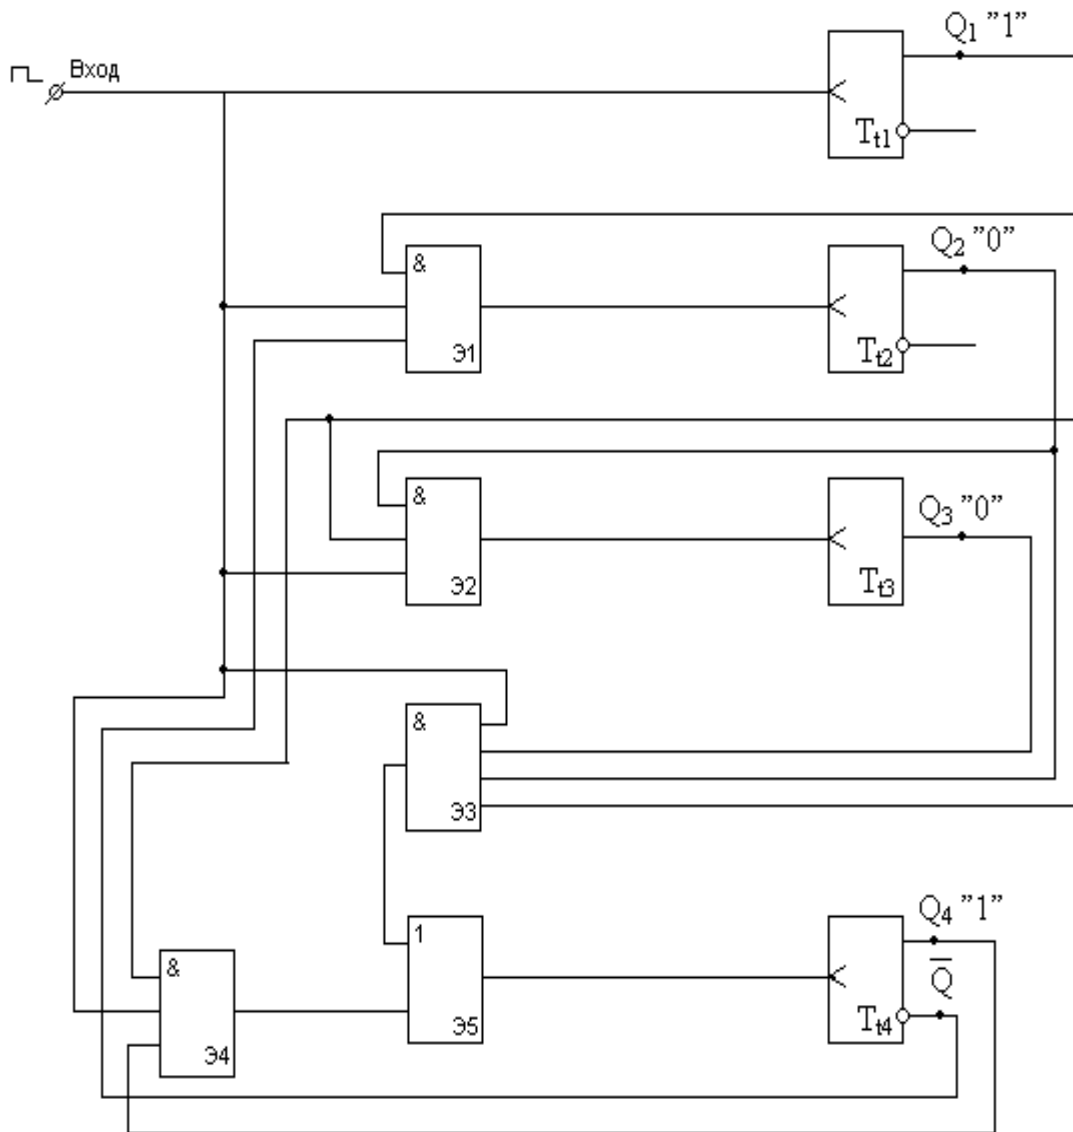 Q1 "1"
Вход
Tt1
Q2 "0"
&
Э1
Tt2
&
Q3 "0"
Э2
Tt3
&
Э3
Q4 "1"
1
&
Q̅
Э5
Tt4
Э4